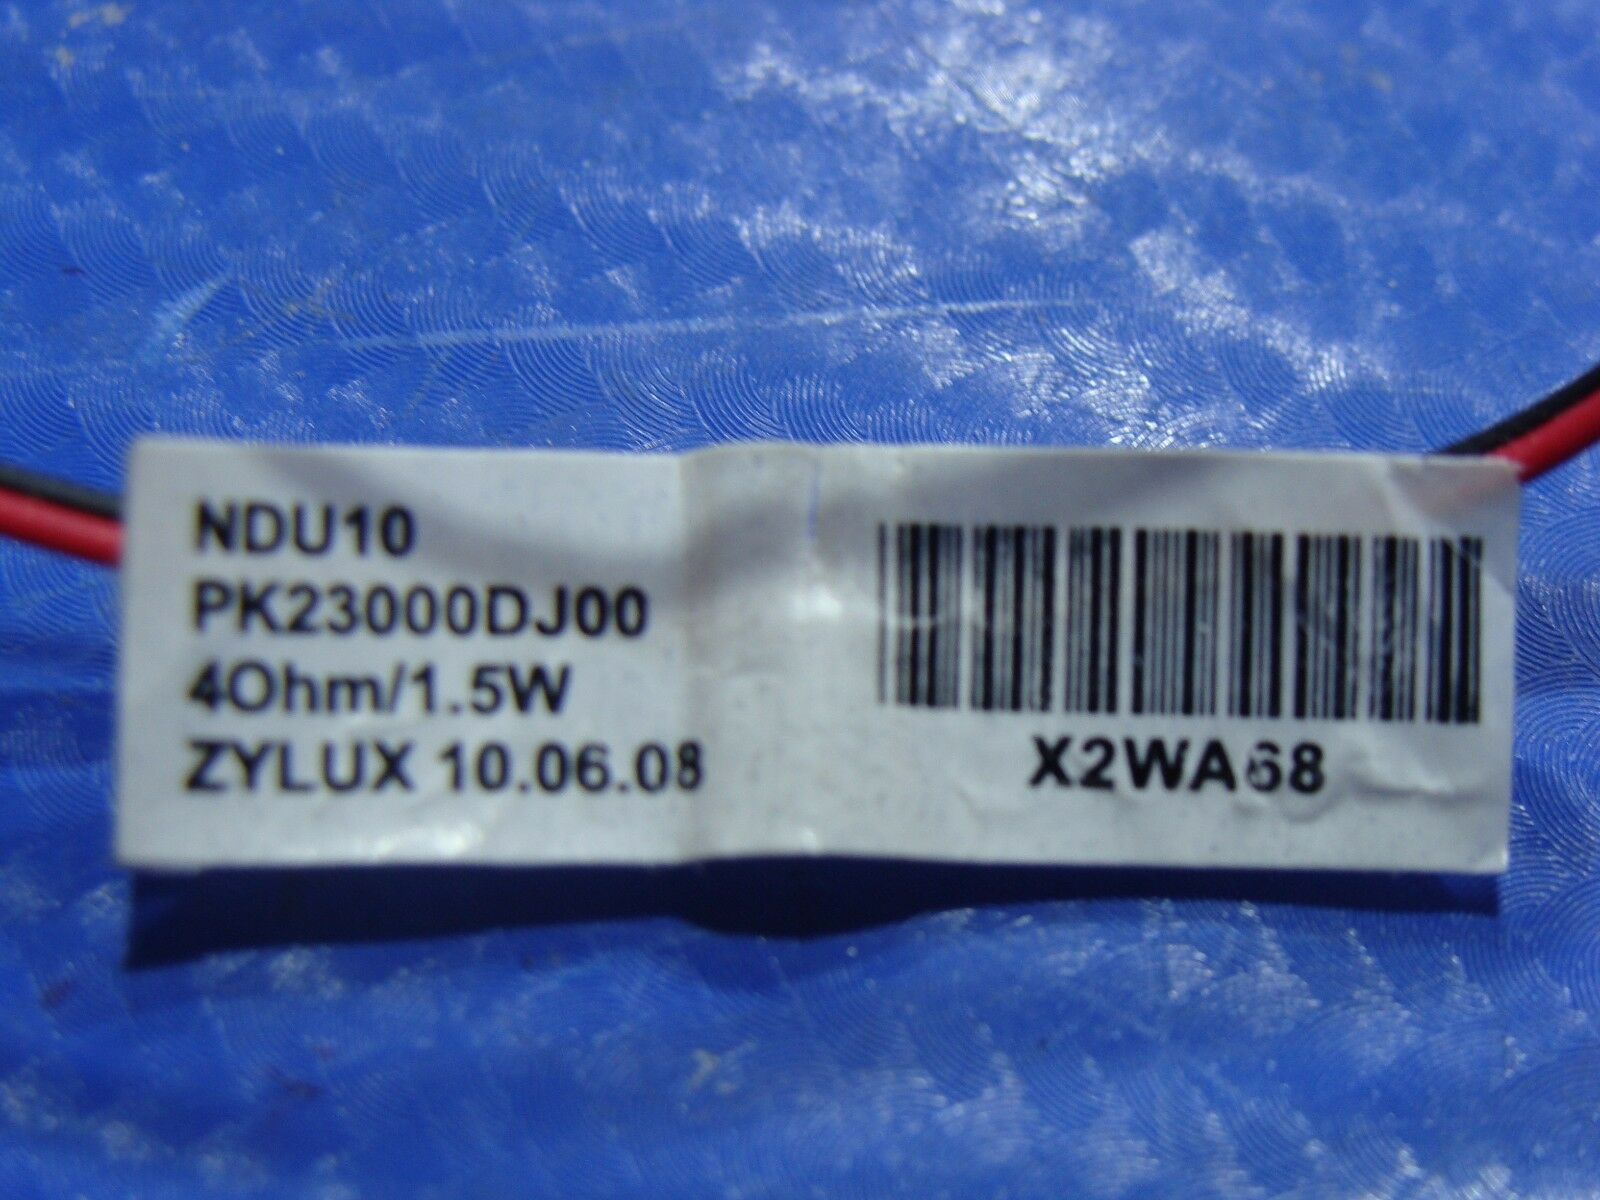 NDU10
PK23000DJ00
4Ohm/1.5W
ZYLUX 10.06.08
X2WA68